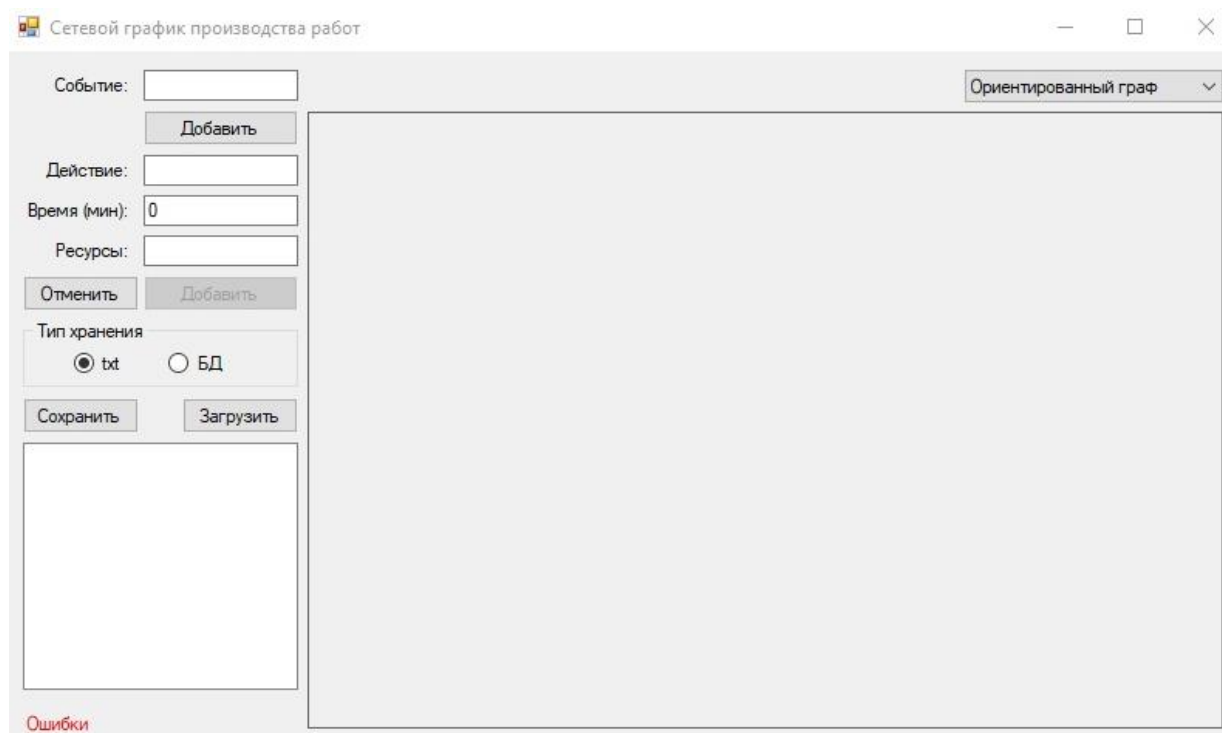 Сетевой график производства работ
Событие:
Ориентированный граф
Добавить
Действие:
Время (мин): 0
Ресурсы:
Отменить Добавить
Тип хранения
txt БД
Сохранить Загрузить
Ошибки